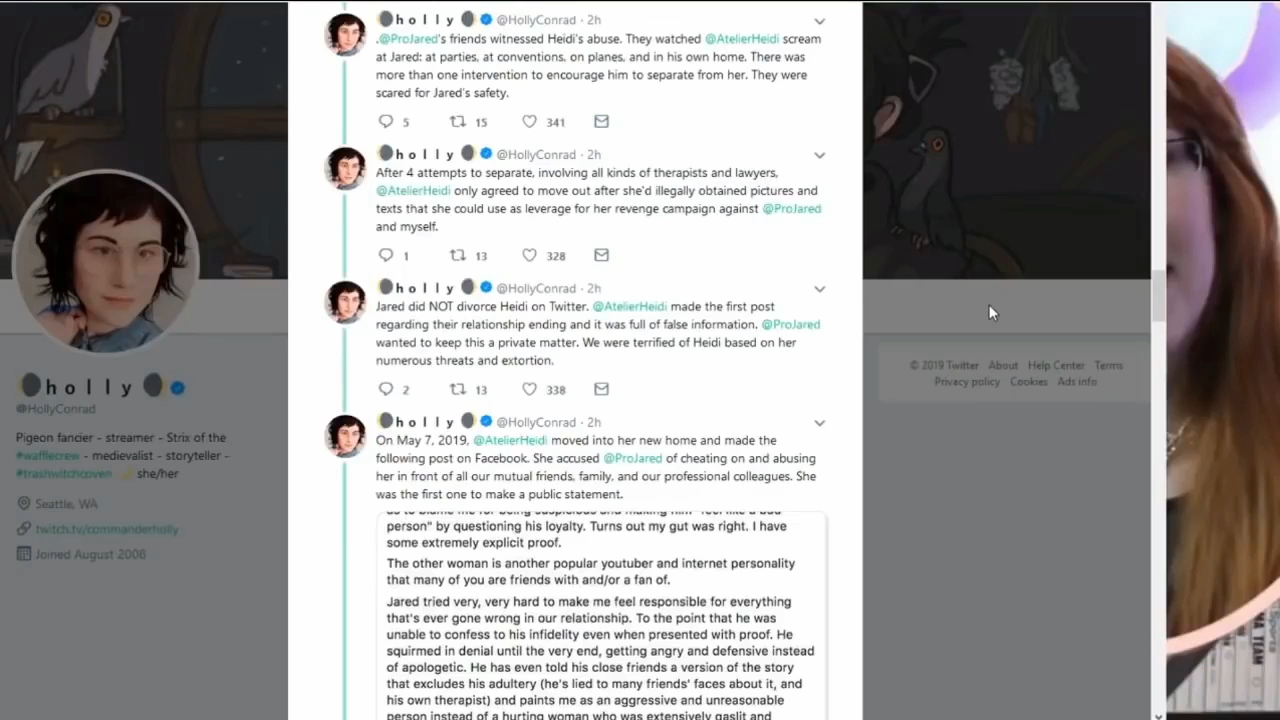 h o l l y @HollyConrad · 2h
.@ProJared's friends witnessed Heidi's abuse. They watched @AtelierHeidi scream
at Jared: at parties, at conventions, on planes, and in his own home. There was
more than one intervention to encourage him to separate from her. They were
scared for Jared's safety.
5 15 341
h o l l y @HollyConrad · 2h
After 4 attempts to separate, involving all kinds of therapists and lawyers,
@AtelierHeidi only agreed to move out after she'd illegally obtained pictures and
texts that she could use as leverage for her revenge campaign against @ProJared
and myself.
1 13 328
h o l l y @HollyConrad · 2h
Jared did NOT divorce Heidi on Twitter. @AtelierHeidi made the first post
regarding their relationship ending and it was full of false information. @ProJared
wanted to keep this a private matter. We were terrified of Heidi based on her
numerous threats and extortion.
2 13 338
h o l l y @HollyConrad · 2h
On May 7, 2019, @AtelierHeidi moved into her new home and made the
following post on Facebook. She accused @ProJared of cheating on and abusing
her in front of all our mutual friends, family, and our professional colleagues. She
was the first one to make a public statement.
as to blame me for being suspicious and making him "feel like a bad
person" by questioning his loyalty. Turns out my gut was right. I have
some extremely explicit proof.
The other woman is another popular youtuber and internet personality
that many of you are friends with and/or a fan of.
Jared tried very, very hard to make me feel responsible for everything
that's ever gone wrong in our relationship. To the point that he was
unable to confess to his infidelity even when presented with proof. He
squirmed in denial until the very end, getting angry and defensive instead
of apologetic. He has even told his close friends a version of the story
that excludes his adultery (he's lied to many friends' faces about it, and
his own therapist) and paints me as an aggressive and unreasonable
person instead of a hurting woman who was extensively gaslit and
h o l l y
@HollyConrad
Pigeon fancier - streamer - Strix of the
#wafflecrew - medievalist - storyteller -
#trashwitchcoven she/her
Seattle, WA
twitch.tv/commanderholly
Joined August 2006
© 2019 Twitter About Help Center Terms
Privacy policy Cookies Ads info